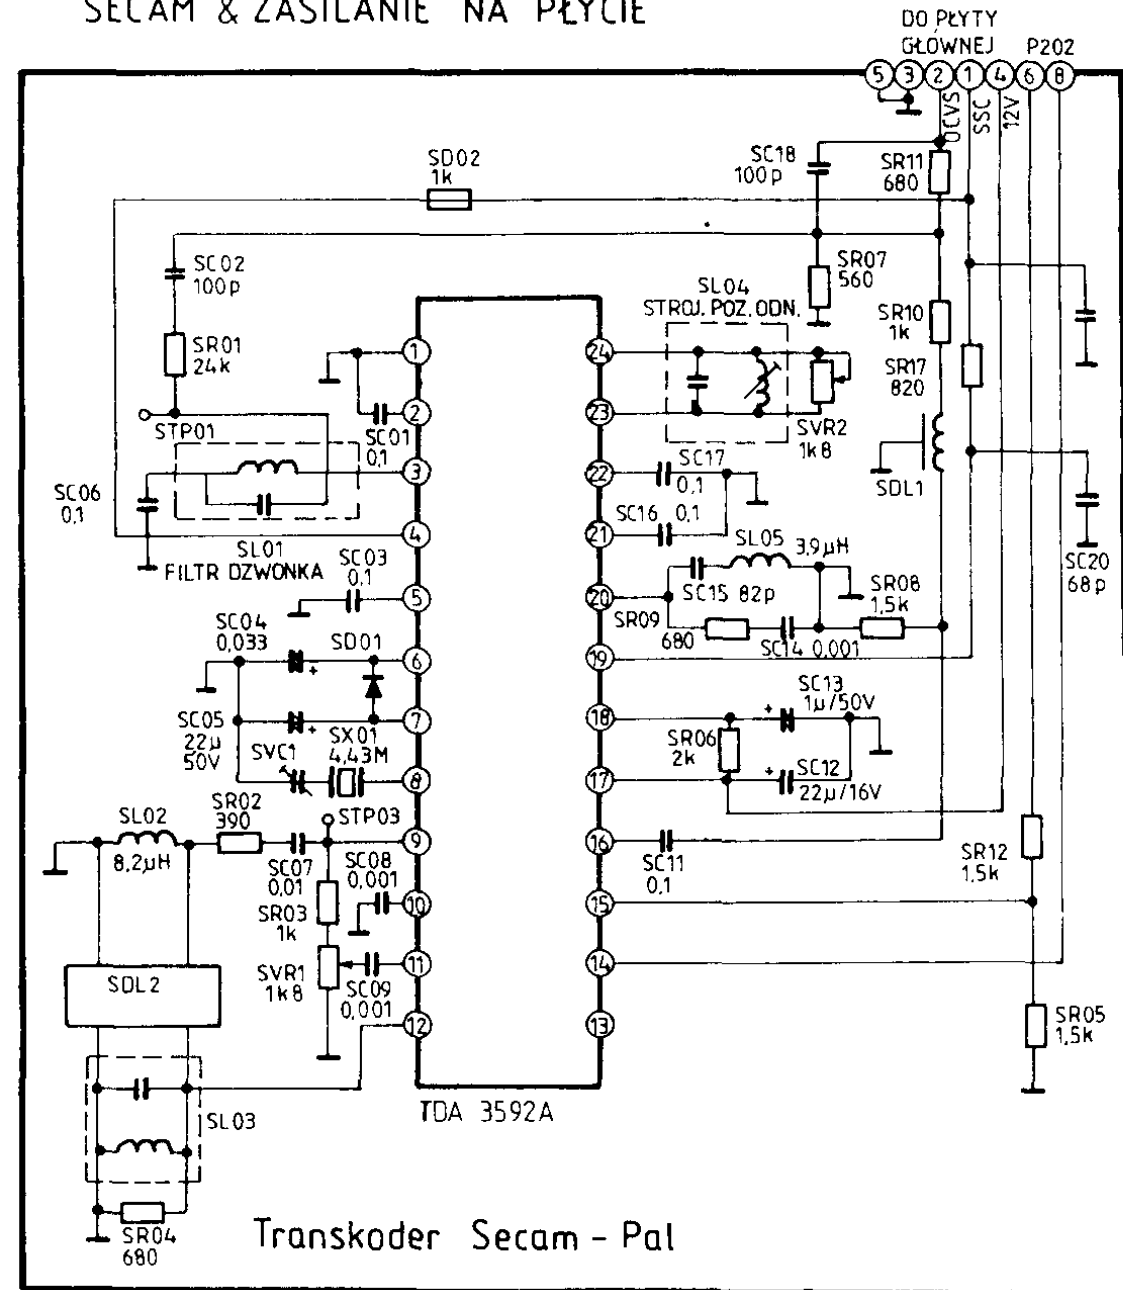 SECAM & ZASILANIE NA PŁYCIE
DO PŁYTY
GŁÓWNEJ P202
5 3 2 1 4 6 8
OCVS
SSC
12V
SD02
1k
SC18
100p
SR11
680
SC02
100p
SR07
560
SL04
STROJ. POZ. ODN.
SR10
1k
SR01
24k
SR17
820
STP01
SC01
0,1
SVR2
1k8
SDL1
SC17
0,1
SC06
0,1
SC16 0,1
SL01
FILTR DZWONKA
SC03
0,1
SL05
3,9µH
SC15 82p
SR08
1,5k
SC20
68p
SR09
680
SC14 0,001
SC04
0,033
SD01
+
SC05
22µ
50V
+
SVC1
SX01
4,43M
SC13
1µ/50V
+
SR06
2k
SC12
22µ/16V
+
SR02
390
STP03
SL02
8,2µH
SC07
0,01
SC08
0,001
SC11
0,1
SR12
1,5k
SR03
1k
SVR1
1k8
SC09
0,001
SDL2
SR05
1,5k
SL03
SR04
680
1
2
3
4
5
6
7
8
9
10
11
12
24
23
22
21
20
19
18
17
16
15
14
13
TDA 3592A
Transkoder Secam - Pal